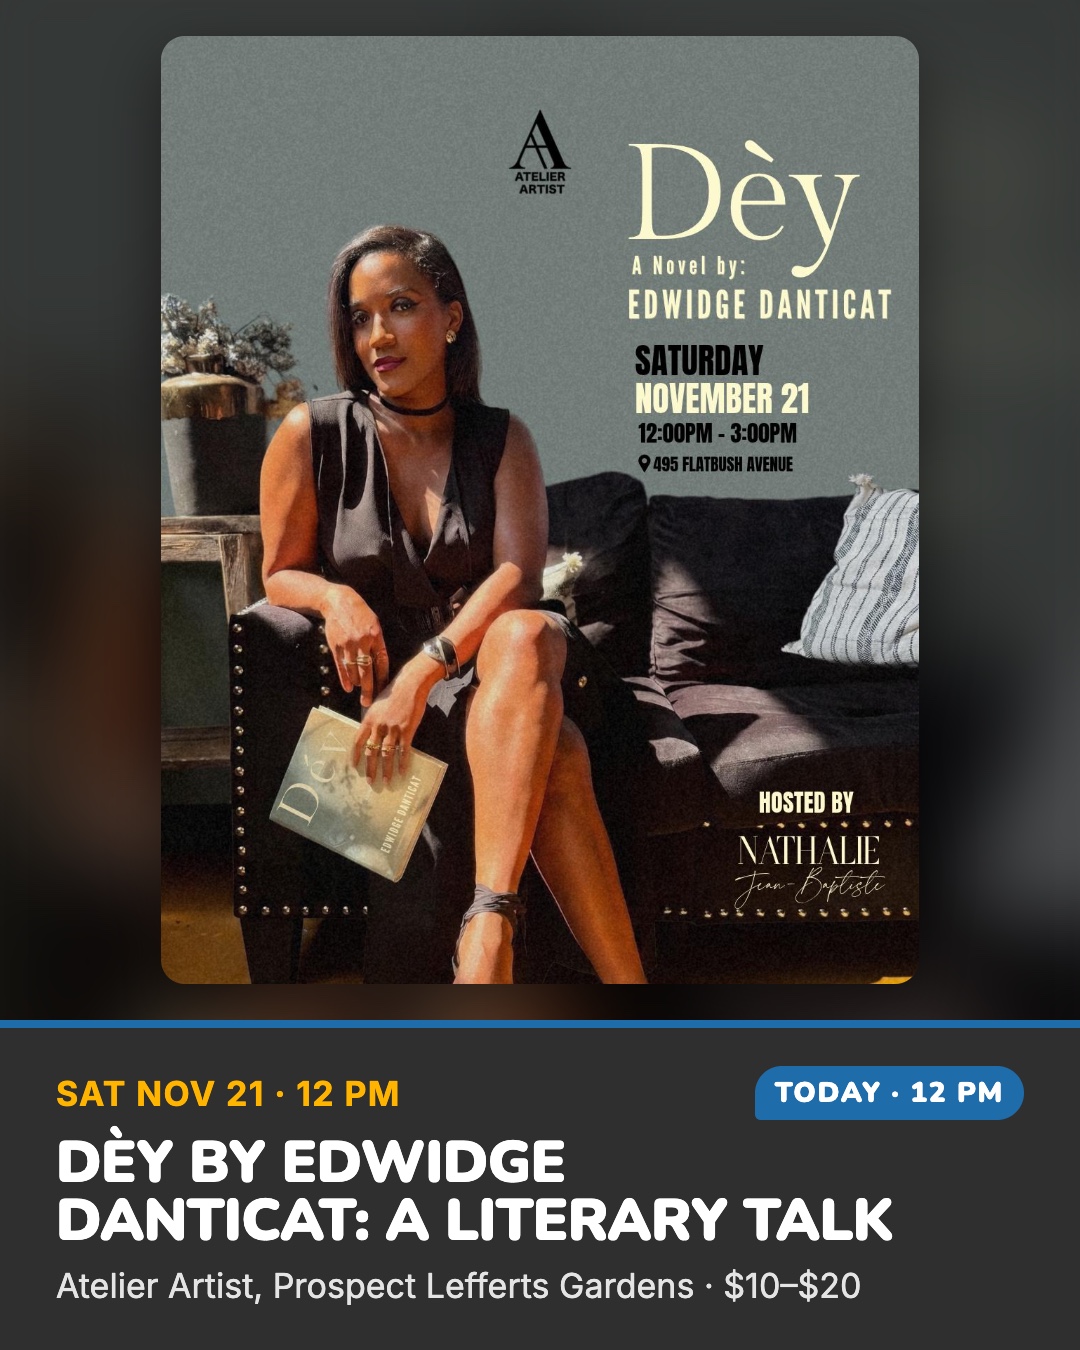 ATELIER
ARTIST
Dèy
A Novel by:
EDWIDGE DANTICAT
SATURDAY
NOVEMBER 21
12:00PM - 3:00PM
495 FLATBUSH AVENUE
Dèy
EDWIDGE DANTICAT
HOSTED BY
NATHALIE
Jean-Baptiste
SAT NOV 21 · 12 PM
TODAY · 12 PM
DÈY BY EDWIDGE
DANTICAT: A LITERARY TALK
Atelier Artist, Prospect Lefferts Gardens · $10–$20